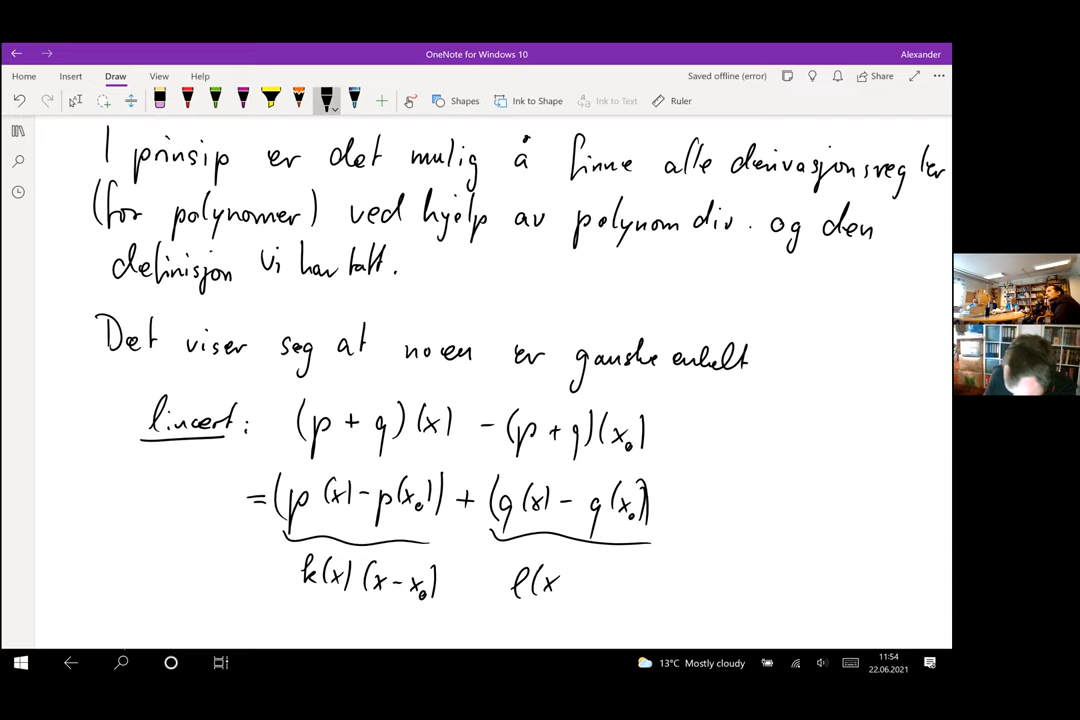 OneNote for Windows 10
Alexander
Home Insert Draw View Help
Saved offline (error)
Share
Shapes Ink to Shape Ink to Text Ruler
I prinsip er det mulig å finne alle derivasjonsregler
(for polynomer) ved hjelp av polynomdiv. og den
definisjon vi har tatt.
Det viser seg at noen er ganske enkelt
lineært: (p + q)(x) - (p + q)(x₀)
= (p(x) - p(x₀)) + (q(x) - q(x₀))
k(x)(x - x₀) l(x
13°C Mostly cloudy
11:54
22.06.2021